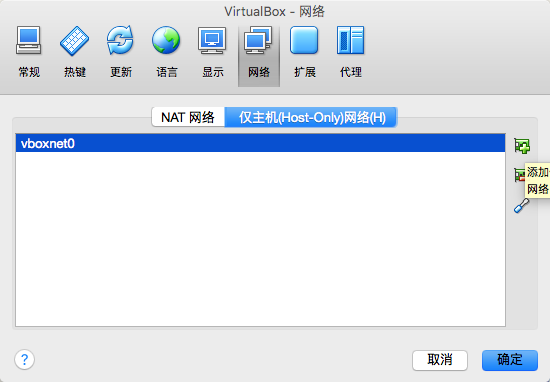 VirtualBox - 网络
常规 热键 更新 语言 显示 网络 扩展 代理
NAT 网络 仅主机(Host-Only)网络(H)
vboxnet0
添加
网络
?
取消 确定